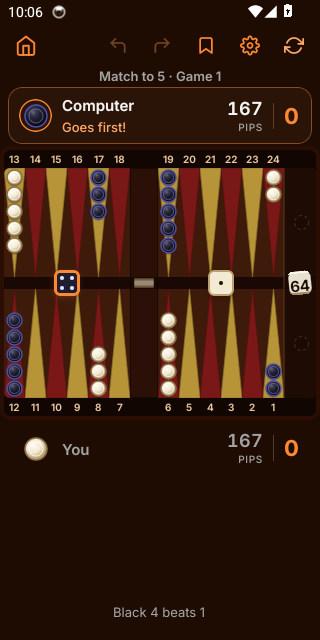 10:06
Match to 5 · Game 1
Computer
Goes first!
167
PIPS
0
13 14 15 16 17 18 19 20 21 22 23 24
64
12 11 10 9 8 7 6 5 4 3 2 1
You
167
PIPS
0
Black 4 beats 1